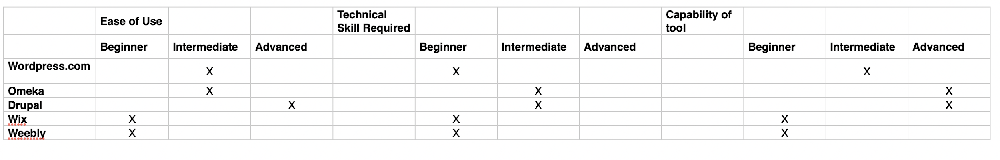 Ease of Use Technical Skill Required Capability of tool
Beginner Intermediate Advanced Beginner Intermediate Advanced Beginner Intermediate Advanced
Wordpress.com X X X
Omeka X X X
Drupal X X X
Wix X X X
Weebly X X X